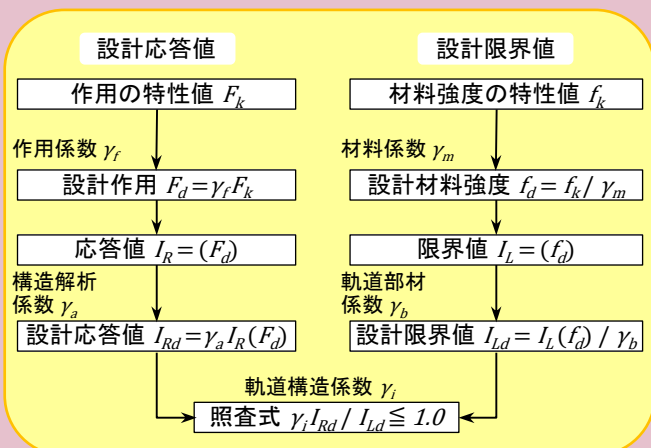 設計応答値
作用の特性値 F_k
作用係数 γ_f
設計作用 F_d=γ_f F_k
応答値 I_R=(F_d)
構造解析
係数 γ_a
設計応答値 I_Rd=γ_a I_R(F_d)
設計限界値
材料強度の特性値 f_k
材料係数 γ_m
設計材料強度 f_d=f_k/ γ_m
限界値 I_L=(f_d)
軌道部材
係数 γ_b
設計限界値 I_Ld= I_L(f_d) / γ_b
軌道構造係数 γ_i
照査式 γ_i I_Rd/ I_Ld≦ 1.0